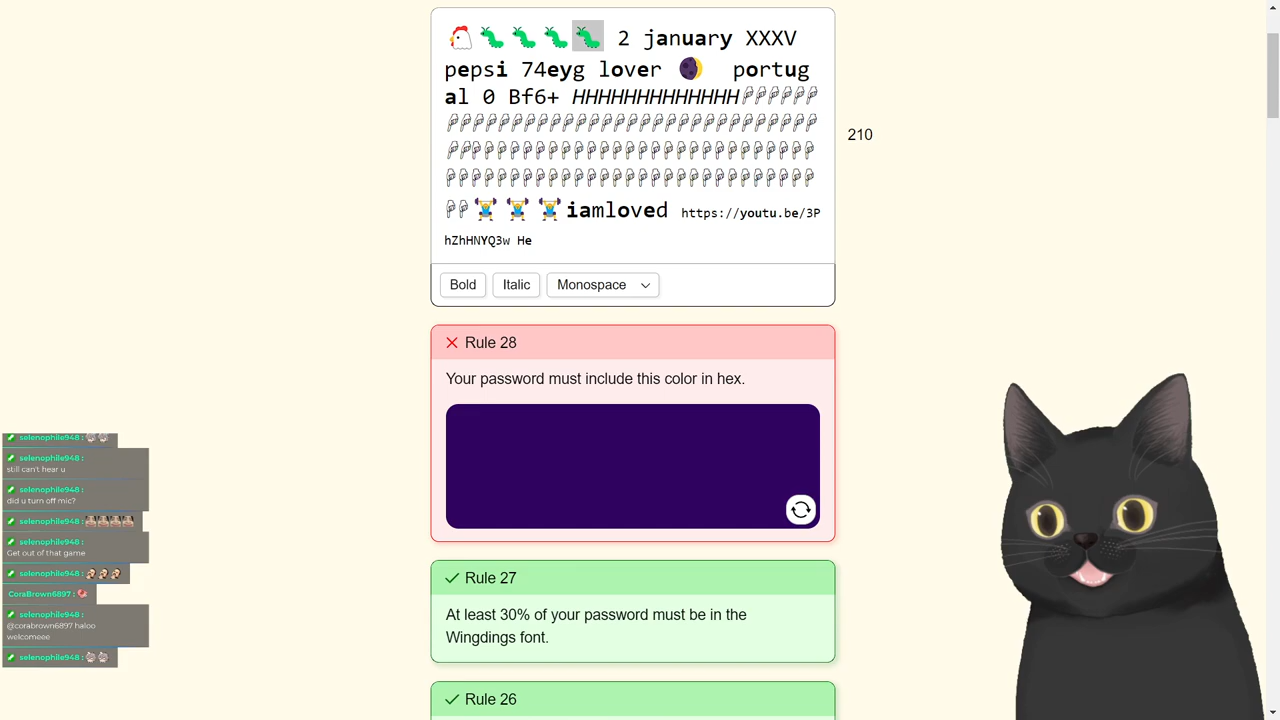 🐔🐛🐛🐛🐛 2 january XXXV
pepsi 74eyg lover 🌒 portug
al 0 Bf6+ HHHHHHHHHHHHH
🏋️‍♂️🏋️‍♂️🏋️‍♂️iamloved https://youtu.be/3P
hZhHNYQ3w He
210
Bold Italic Monospace
Rule 28
Your password must include this color in hex.
Rule 27
At least 30% of your password must be in the
Wingdings font.
Rule 26
selenophile948 :
selenophile948 :
still can't hear u
selenophile948 :
did u turn off mic?
selenophile948 :
selenophile948 :
Get out of that game
selenophile948 :
CoraBrown6897 :
selenophile948 :
@corabrown6897 haloo
welcomeee
selenophile948 :